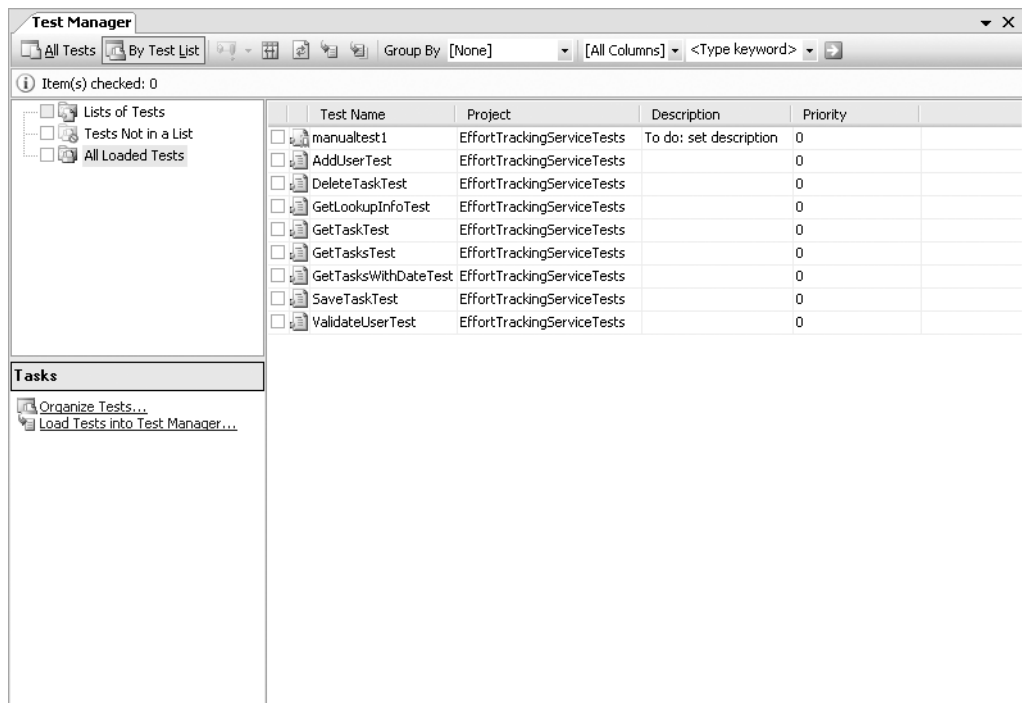 Test Manager
All Tests By Test List Group By [None] [All Columns] <Type keyword>
Item(s) checked: 0
Lists of Tests
Tests Not in a List
All Loaded Tests
Test Name Project Description Priority
manualtest1 EffortTrackingServiceTests To do: set description 0
AddUserTest EffortTrackingServiceTests 0
DeleteTaskTest EffortTrackingServiceTests 0
GetLookupInfoTest EffortTrackingServiceTests 0
GetTaskTest EffortTrackingServiceTests 0
GetTasksTest EffortTrackingServiceTests 0
GetTasksWithDateTest EffortTrackingServiceTests 0
SaveTaskTest EffortTrackingServiceTests 0
ValidateUserTest EffortTrackingServiceTests 0
Tasks
Organize Tests...
Load Tests into Test Manager...